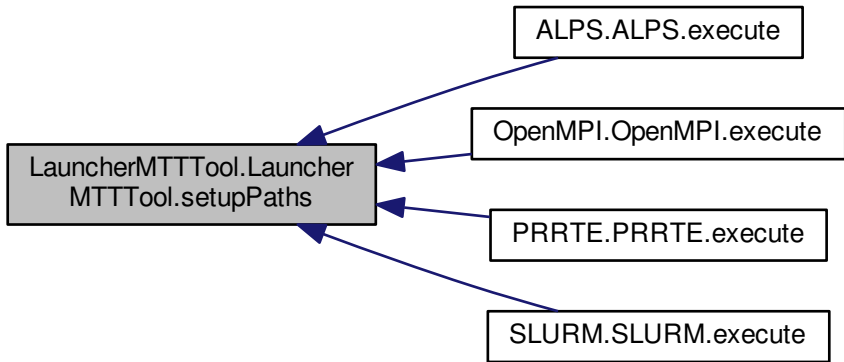 ALPS.ALPS.execute
OpenMPI.OpenMPI.execute
LauncherMTTTool.Launcher
MTTTool.setupPaths
PRRTE.PRRTE.execute
SLURM.SLURM.execute